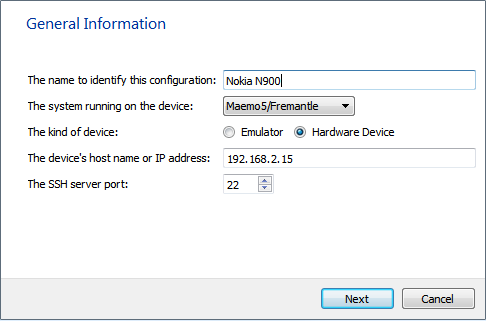 General Information
The name to identify this configuration: Nokia N900
The system running on the device: Maemo5/Fremantle
The kind of device: Emulator Hardware Device
The device's host name or IP address: 192.168.2.15
The SSH server port: 22
Next Cancel